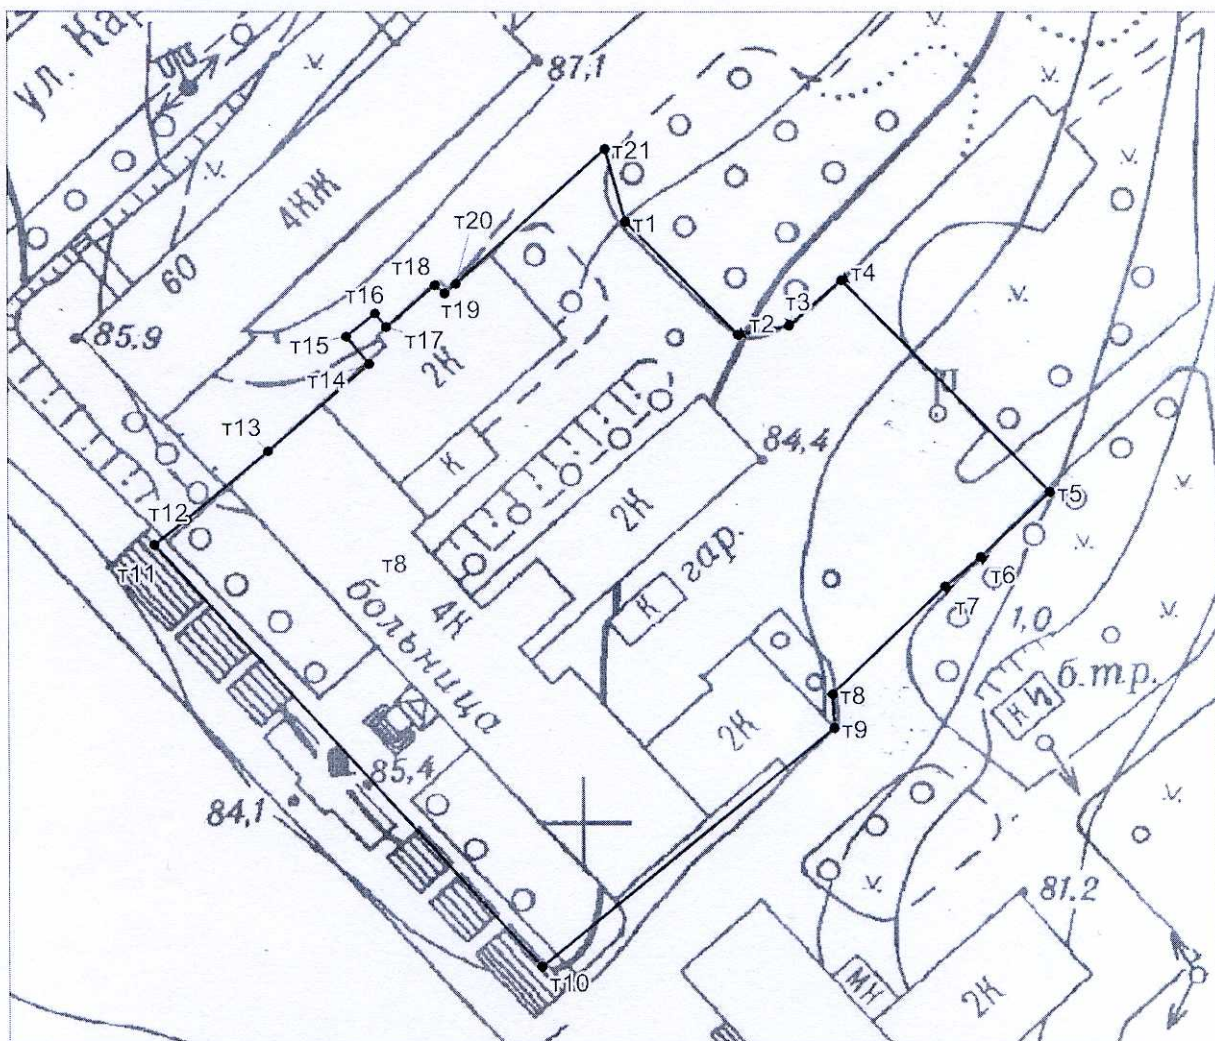 ул. Кар
87,1
4КЖ
60
85,9
т21
т1
т20
т18
т19
т16
т17
т15
т14
т13
т12
т11
т2
т3
т4
т5
т6
т7
т8
т9
т10
2К
К
84,4
2К
гар.
К
т8
4К
больница
85,4
84,1
2К
1,0
б.тр.
81.2
МН
2К